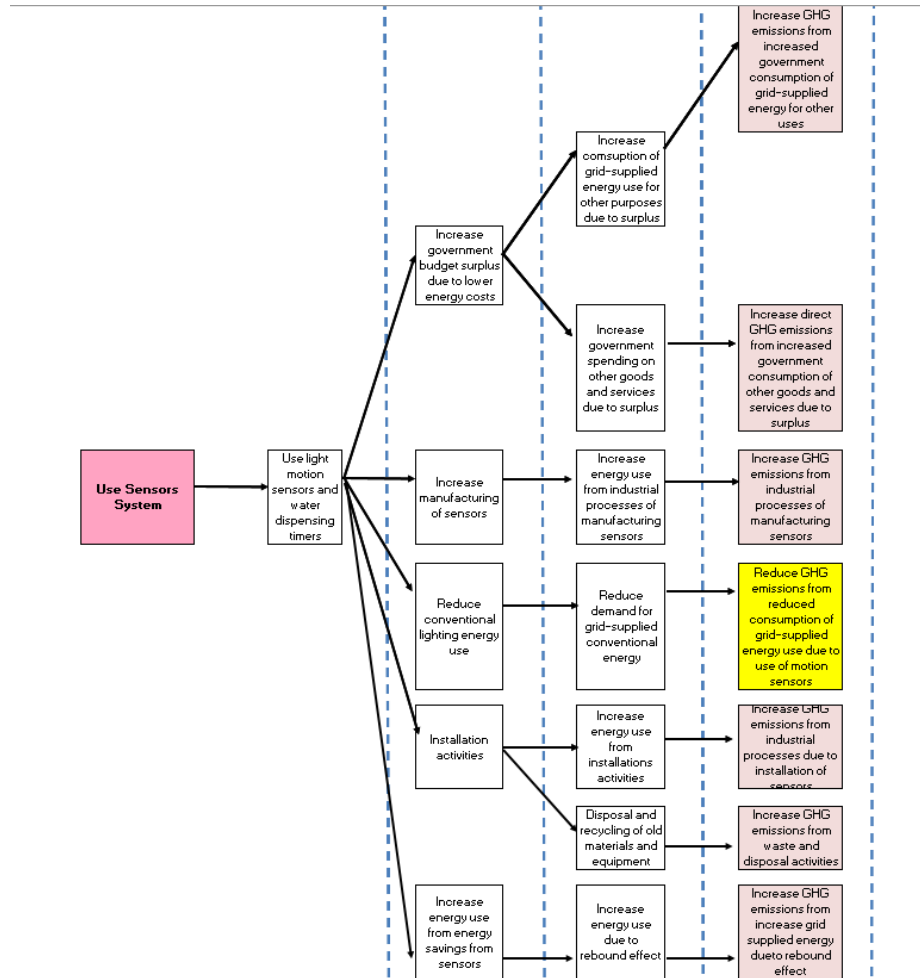 Increase GHG
emissions from
increased
government
consumption of
grid-supplied
energy for other
uses
Increase
comsuption of
grid-supplied
energy use for
other purposes
due to surplus
Increase
government
budget surplus
due to lower
energy costs
Increase
government
spending on
other goods
and services
due to surplus
Increase direct
GHG emissions
from increased
government
consumption of
other goods and
services due to
surplus
Use Sensors
System
Use light
motion
sensors and
water
dispensing
timers
Increase
manufacturing
of sensors
Increase
energy use
from industrial
processes of
manufacturing
sensors
Increase GHG
emissions from
industrial
processes of
manufacturing
sensors
Reduce
conventional
lighting energy
use
Reduce
demand for
grid-supplied
conventional
energy
Reduce GHG
emissions from
reduced
consumption of
grid-supplied
energy use due to
use of motion
sensors
Installation
activities
Increase
energy use
from
installations
activities
Increase GHG
emissions from
industrial
processes due to
installation of
sensors
Disposal and
recycling of old
materials and
equipment
Increase GHG
emissions from
waste and
disposal activities
Increase
energy use
from energy
savings from
sensors
Increase
energy use
due to
rebound effect
Increase GHG
emissions from
increase grid
supplied energy
dueto rebound
effect